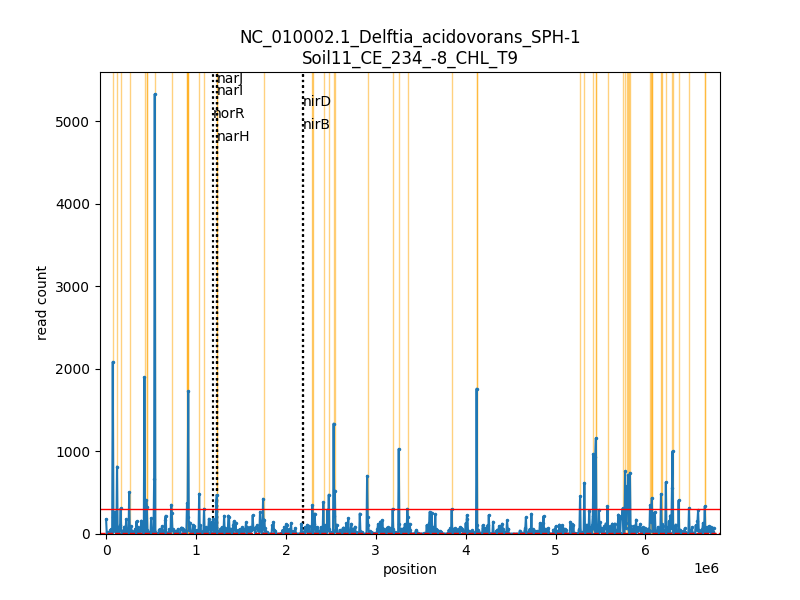 NC_010002.1_Delftia_acidovorans_SPH-1
Soil11_CE_234_-8_CHL_T9
narI
norR
narH
nirD
nirB
5000
4000
3000
2000
1000
0
read count
0
1
2
3
4
5
6
1e6
position